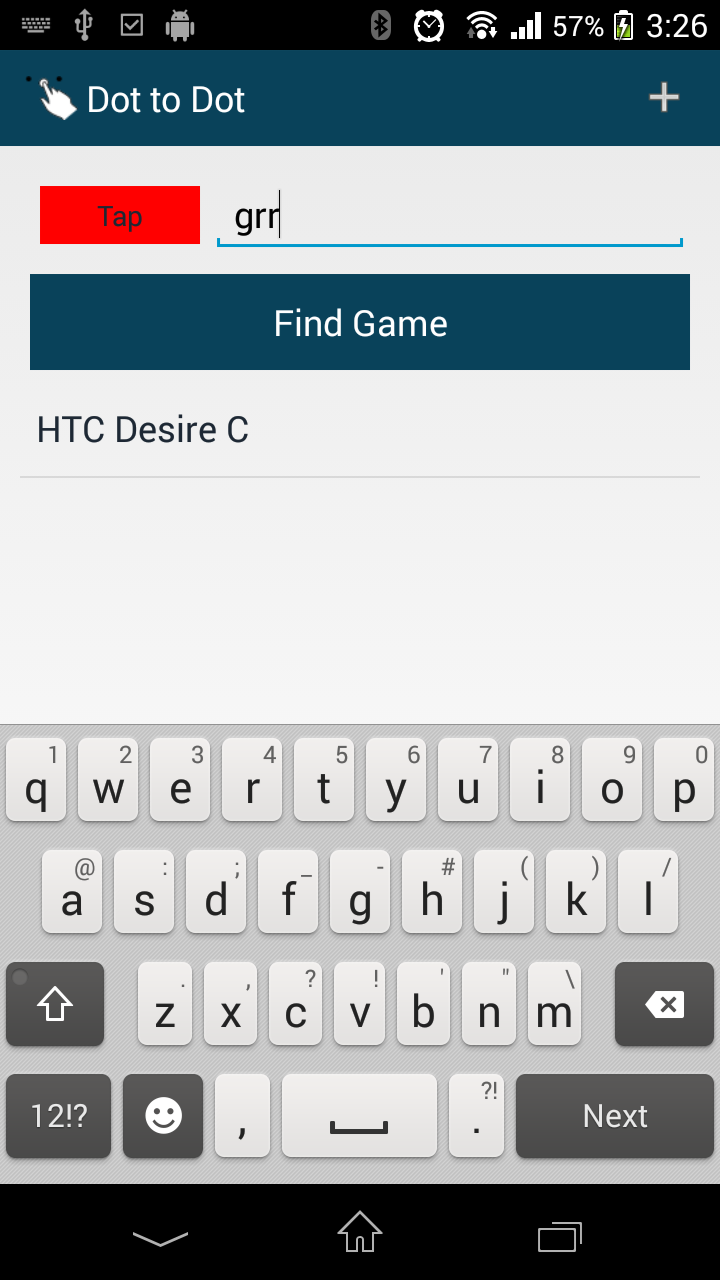 57% 3:26
Dot to Dot +
Tap grr
Find Game
HTC Desire C
1 2 3 4 5 6 7 8 9 0
q w e r t y u i o p
@ : ; _ - # ( ) /
a s d f g h j k l
. , ? ! ' " \
z x c v b n m
?!
12!? , . Next